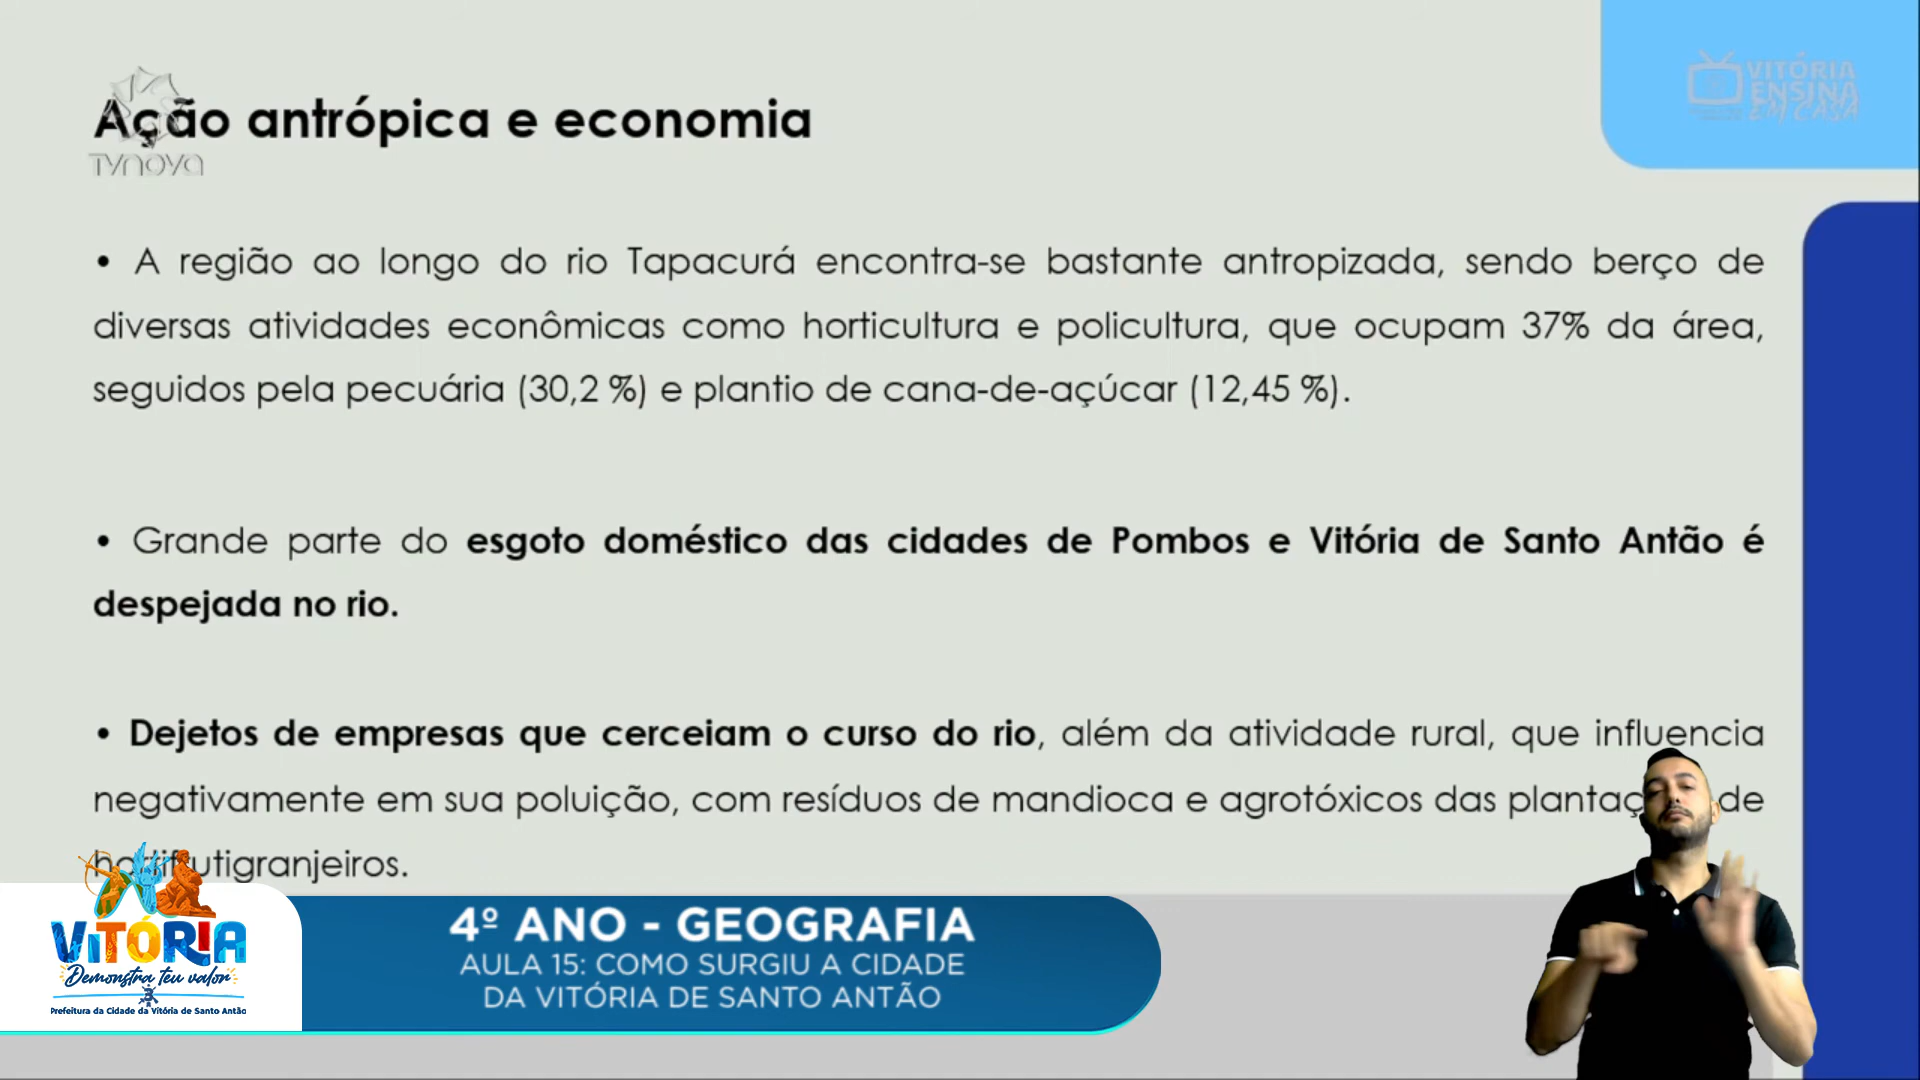 Ação antrópica e economia
TVNOVA
VITÓRIA
ENSINA
EM CASA
• A região ao longo do rio Tapacurá encontra-se bastante antropizada, sendo berço de
diversas atividades econômicas como horticultura e policultura, que ocupam 37% da área,
seguidos pela pecuária (30,2 %) e plantio de cana-de-açúcar (12,45 %).
• Grande parte do esgoto doméstico das cidades de Pombos e Vitória de Santo Antão é
despejada no rio.
• Dejetos de empresas que cerceiam o curso do rio, além da atividade rural, que influencia
negativamente em sua poluição, com resíduos de mandioca e agrotóxicos das plantaç de
hortifrutigranjeiros.
VITÓRIA
Demonstra teu valor
Prefeitura da Cidade da Vitória de Santo Antão
4º ANO - GEOGRAFIA
AULA 15: COMO SURGIU A CIDADE
DA VITÓRIA DE SANTO ANTÃO